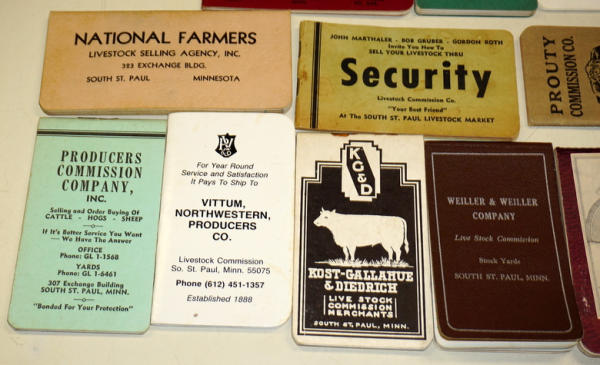 NATIONAL FARMERS
LIVESTOCK SELLING AGENCY, INC.
323 EXCHANGE BLDG.
SOUTH ST. PAUL MINNESOTA
JOHN MARTHALER - BOB GRUBER - GORDON ROTH
Invite You Now To
SELL YOUR LIVESTOCK THRU
Security
Livestock Commission Co.
"Your Best Friend"
At The SOUTH ST. PAUL LIVESTOCK MARKET
PROUTY
COMMISSION CO.
PRODUCERS
COMMISSION
COMPANY,
INC.
Selling and Order Buying Of
CATTLE - HOGS - SHEEP
If It's Better Service You Want
— We Have The Answer
OFFICE
Phone: GL 1-1568
YARDS
Phone: GL 1-6461
307 Exchange Building
SOUTH ST. PAUL, MINN.
"Bonded For Your Protection"
For Year Round
Service and Satisfaction
It Pays To Ship To
VITTUM,
NORTHWESTERN,
PRODUCERS
CO.
Livestock Commission
So. St. Paul, Minn. 55075
Phone (612) 451-1357
Established 1888
KG&D
KOST-GALLAHUE
& DIEDRICH
LIVE STOCK
COMMISSION
MERCHANTS
SOUTH ST. PAUL, MINN.
WEILLER & WEILLER
COMPANY
Live Stock Commission
Stock Yards
SOUTH ST. PAUL, MINN.